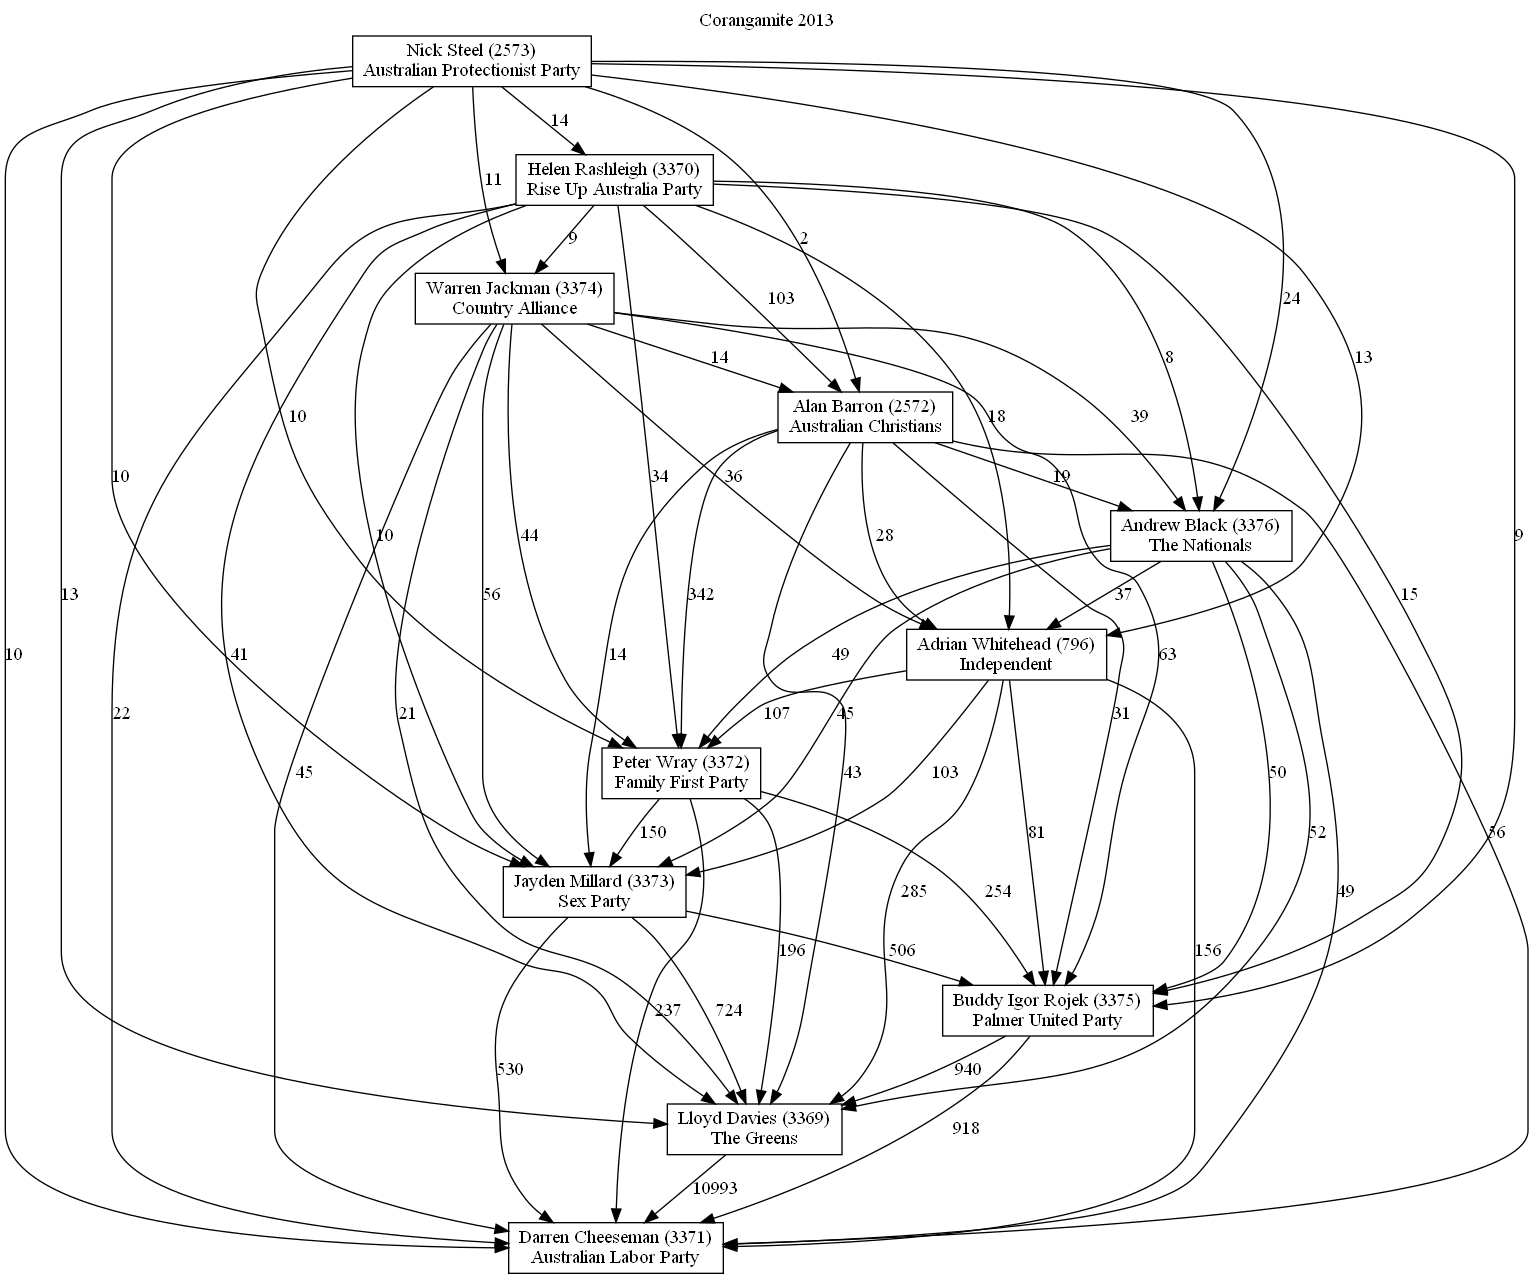 Corangamite 2013
Nick Steel (2573)
Australian Protectionist Party
14
Helen Rashleigh (3370)
Rise Up Australia Party
11
9
2
Warren Jackman (3374)
Country Alliance
103
24
14
8
13
Alan Barron (2572)
Australian Christians
10
18
39
10
34
36
19
Andrew Black (3376)
The Nationals
10
44
28
9
13
56
342
37
15
Adrian Whitehead (796)
Independent
10
41
14
49
63
22
21
107
45
31
Peter Wray (3372)
Family First Party
45
43
103
50
150
81
52
56
Jayden Millard (3373)
Sex Party
285
254
49
506
196
156
Buddy Igor Rojek (3375)
Palmer United Party
237
724
530
940
Lloyd Davies (3369)
The Greens
918
10993
Darren Cheeseman (3371)
Australian Labor Party